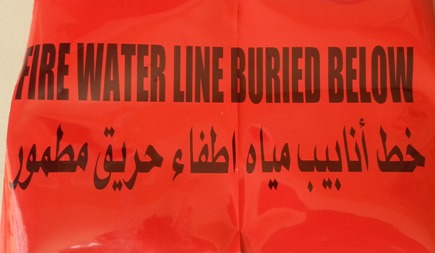 FIRE WATER LINE BURIED BELOW
خط أنابيب مياه اطفاء حريق مطمور